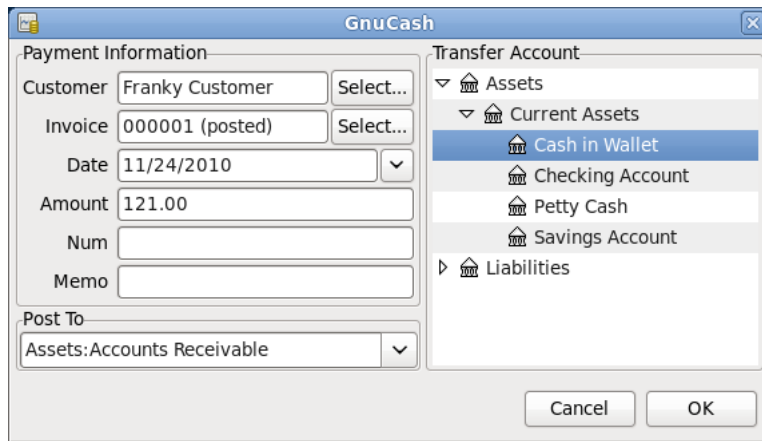 GnuCash
Payment Information
Customer Franky Customer Select...
Invoice 000001 (posted) Select...
Date 11/24/2010
Amount 121.00
Num
Memo
Post To
Assets:Accounts Receivable
Transfer Account
Assets
Current Assets
Cash in Wallet
Checking Account
Petty Cash
Savings Account
Liabilities
Cancel OK